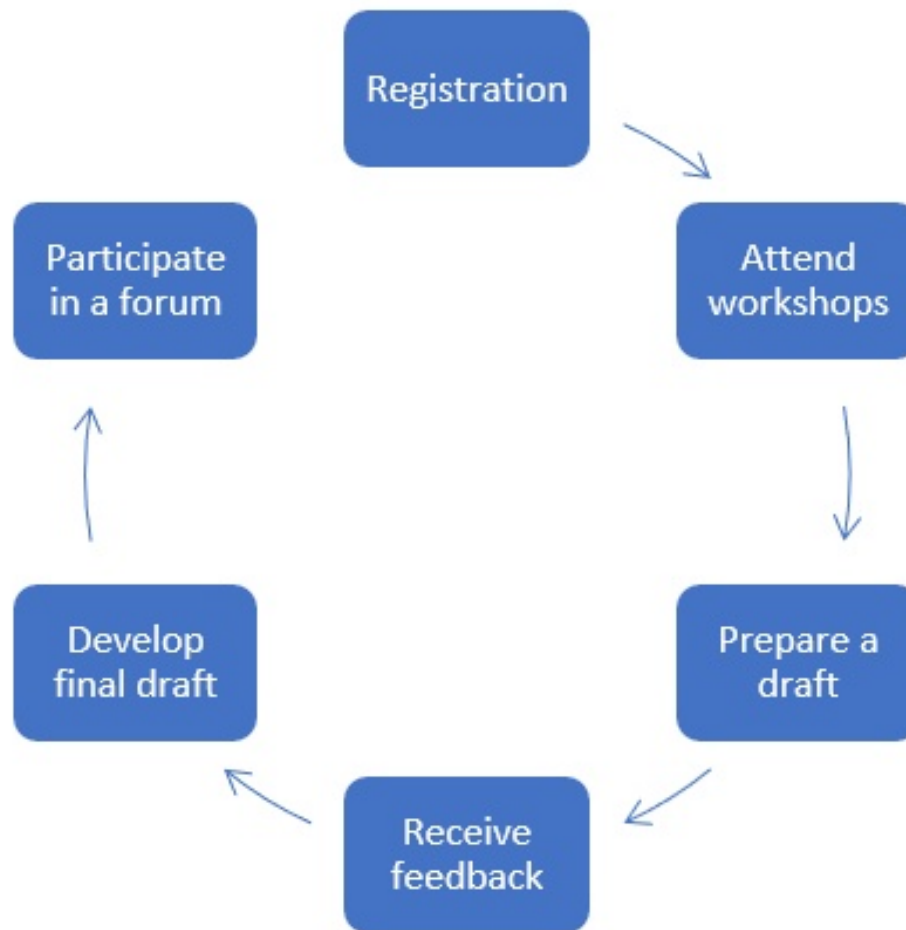 Registration
Attend
workshops
Prepare a
draft
Receive
feedback
Develop
final draft
Participate
in a forum